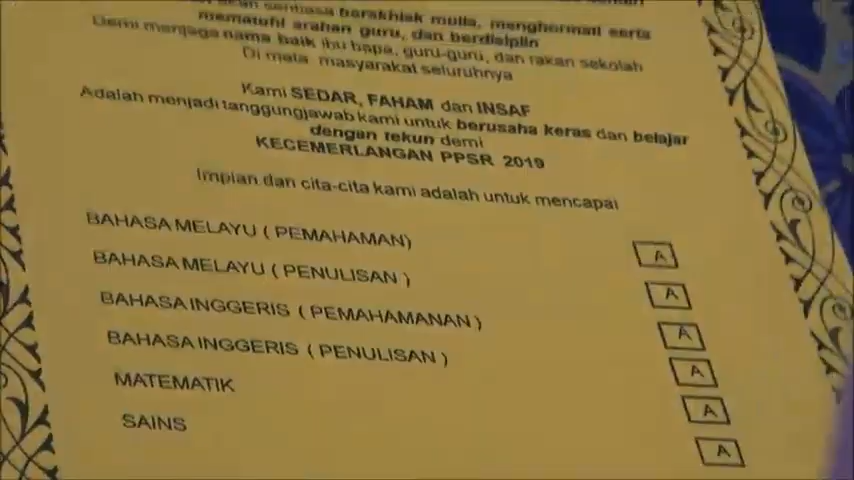 akan sentiasa berakhlak mulia, menghormati serta
mematuhi arahan guru, dan berdisiplin
Demi menjaga nama baik ibu bapa, guru-guru, dan rakan sekolah
Di mata masyarakat seluruhnya
Kami SEDAR, FAHAM dan INSAF
Adalah menjadi tanggungjawab kami untuk berusaha keras dan belajar
dengan tekun demi
KECEMERLANGAN PPSR 2019
Impian dan cita-cita kami adalah untuk mencapai
BAHASA MELAYU ( PEMAHAMAN) A
BAHASA MELAYU ( PENULISAN ) A
BAHASA INGGERIS ( PEMAHAMANAN ) A
BAHASA INGGERIS ( PENULISAN ) A
MATEMATIK A
SAINS A